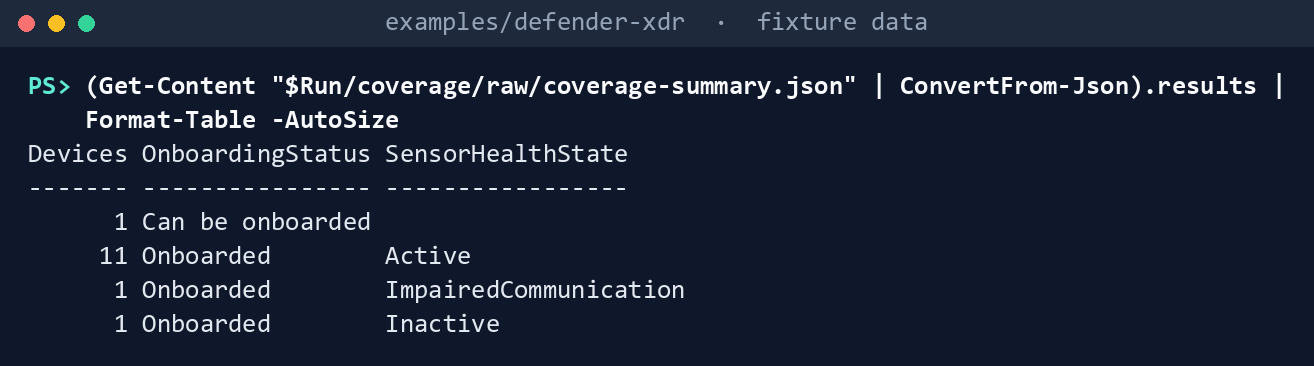 examples/defender-xdr  ·  fixture data
PS> (Get-Content "$Run/coverage/raw/coverage-summary.json" | ConvertFrom-Json).results |
    Format-Table -AutoSize
Devices OnboardingStatus SensorHealthState
------- ---------------- -----------------
      1 Can be onboarded
     11 Onboarded        Active
      1 Onboarded        ImpairedCommunication
      1 Onboarded        Inactive